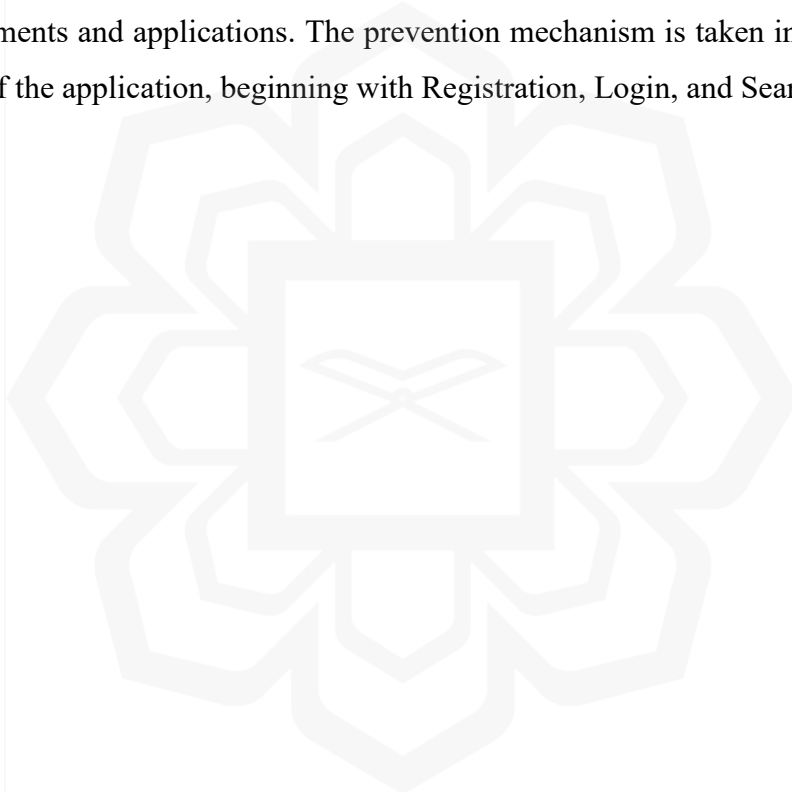 ments and applications. The prevention mechanism is taken in
f the application, beginning with Registration, Login, and Sear